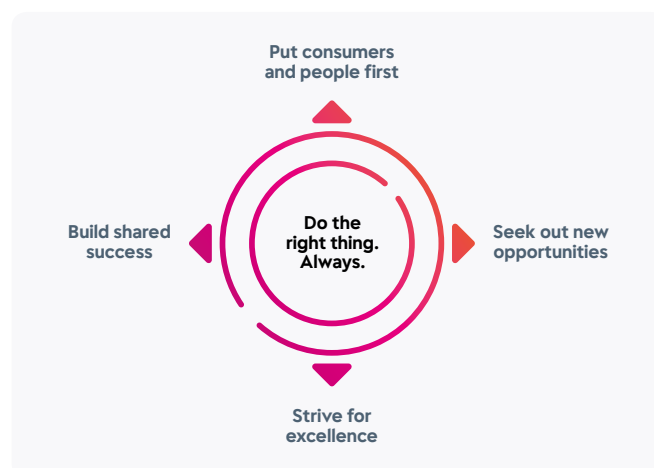 Put consumers
and people first
Build shared
success
Do the
right thing.
Always.
Seek out new
opportunities
Strive for
excellence